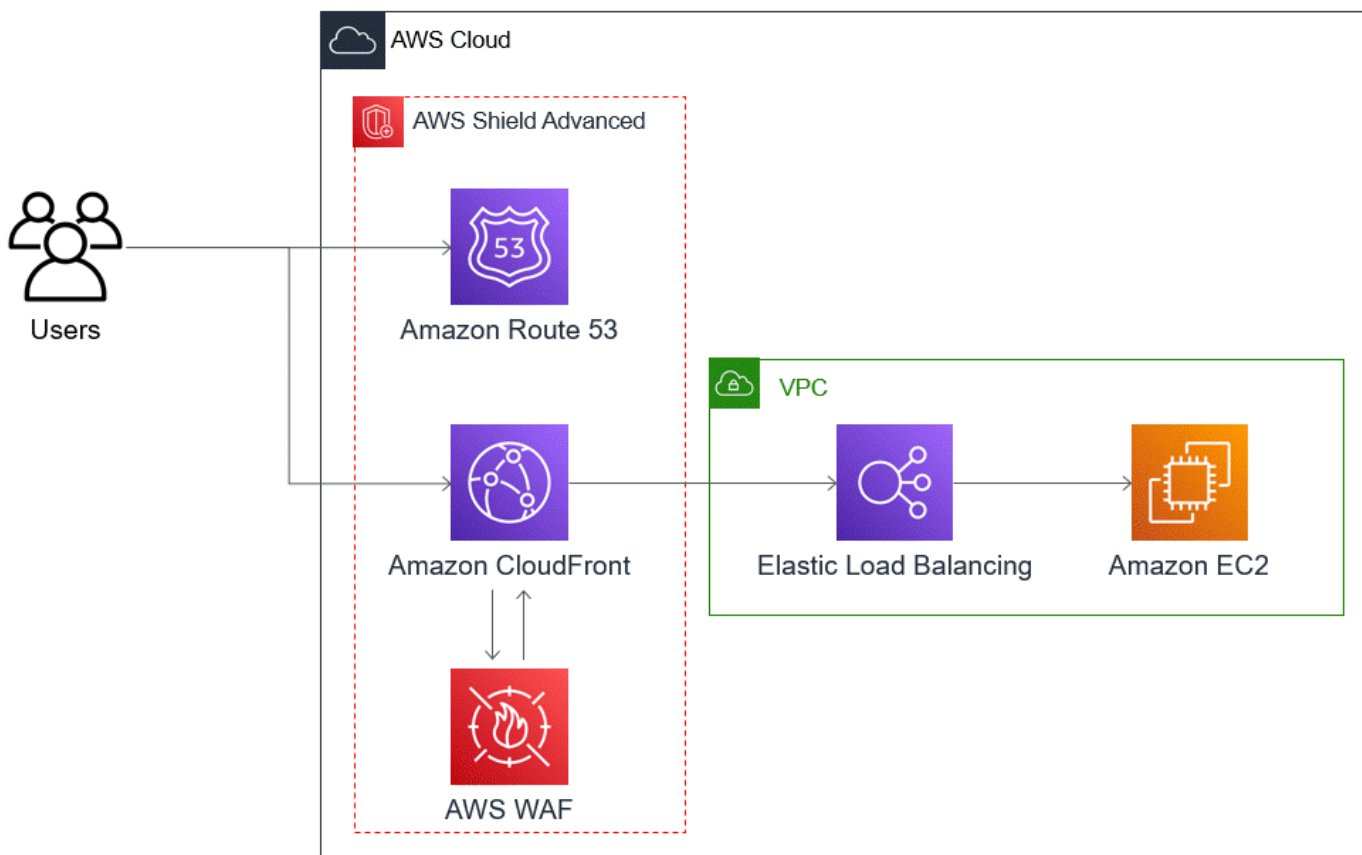 AWS Cloud
AWS Shield Advanced
53
Users
Amazon Route 53
VPC
Amazon CloudFront
Elastic Load Balancing
Amazon EC2
AWS WAF